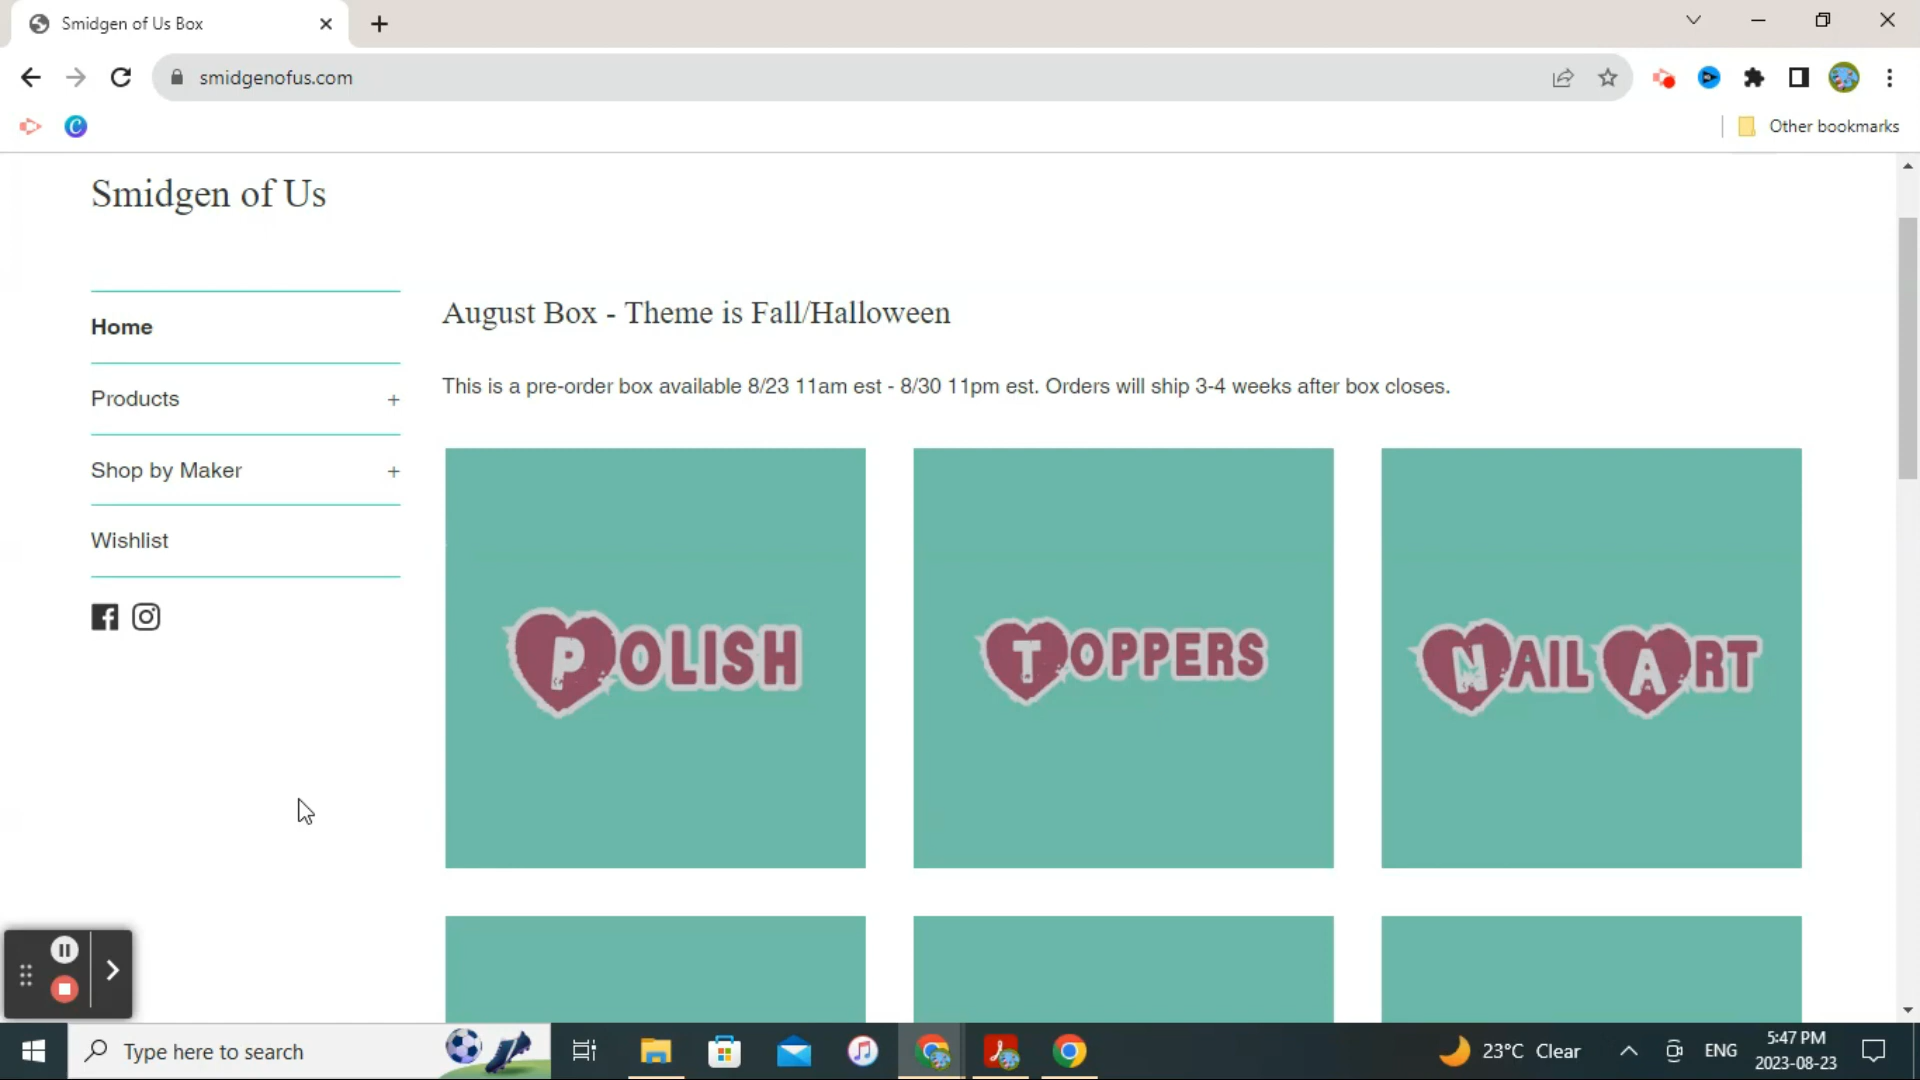 Smidgen of Us Box
smidgenofus.com
Other bookmarks
Smidgen of Us
Home
Products +
Shop by Maker +
Wishlist
August Box - Theme is Fall/Halloween
This is a pre-order box available 8/23 11am est - 8/30 11pm est. Orders will ship 3-4 weeks after box closes.
POLISH
TOPPERS
NAIL ART
Type here to search
23°C Clear
ENG
5:47 PM
2023-08-23